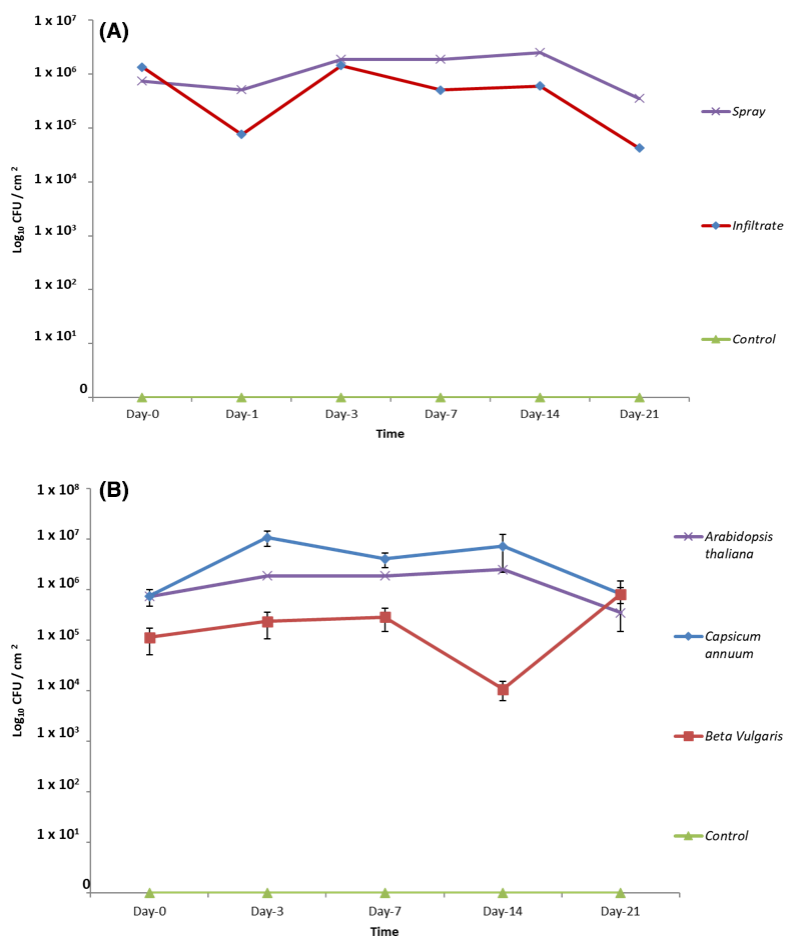 (A)
1 x 10⁷
1 x 10⁶
1 x 10⁵
1 x 10⁴
1 x 10³
1 x 10²
1 x 10¹
0
Log₁₀ CFU / cm ²
Day-0 Day-1 Day-3 Day-7 Day-14 Day-21
Time
Spray
Infiltrate
Control
(B)
1 x 10⁸
1 x 10⁷
1 x 10⁶
1 x 10⁵
1 x 10⁴
1 x 10³
1 x 10²
1 x 10¹
0
Log₁₀ CFU / cm ²
Day-0 Day-3 Day-7 Day-14 Day-21
Time
Arabidopsis
thaliana
Capsicum
annuum
Beta Vulgaris
Control